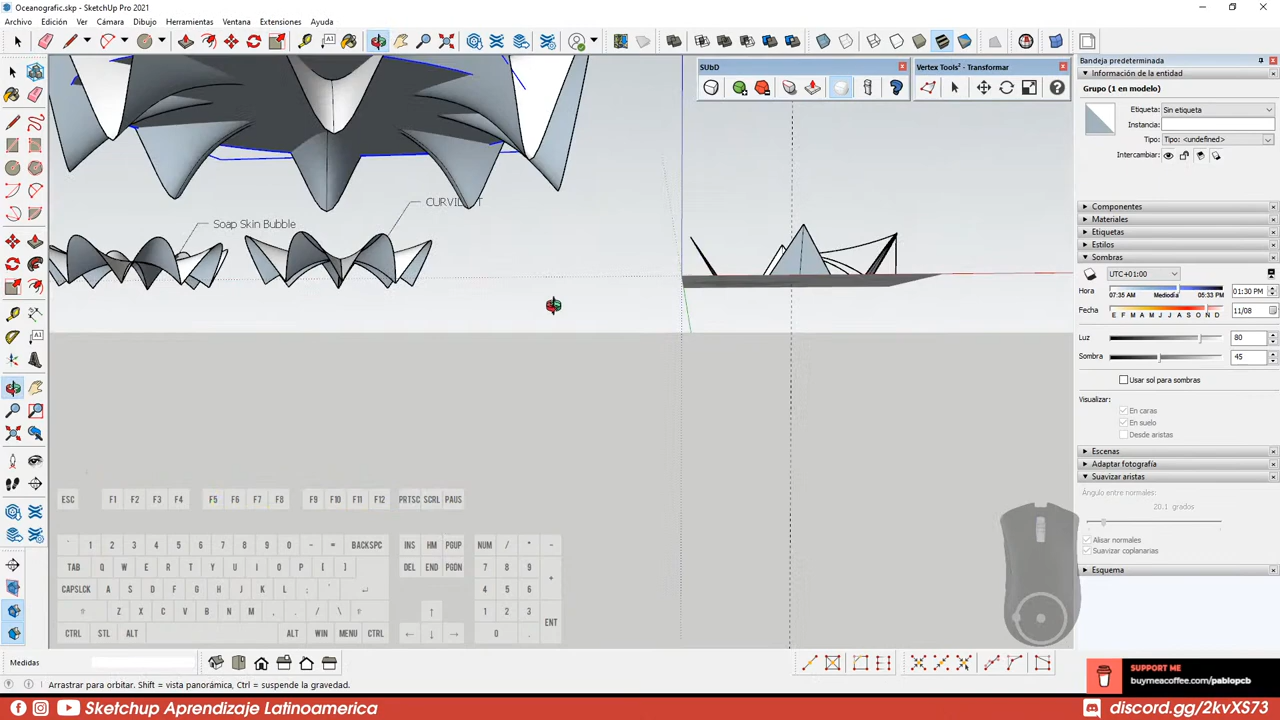 Oceanografic.skp - SketchUp Pro 2021
Archivo Edición Ver Cámara Dibujo Herramientas Ventana Extensiones Ayuda
SUbD
Vertex Tools² - Transformar
Bandeja predeterminada
Información de la entidad
Grupo (1 en modelo)
Etiqueta: Sin etiqueta
Instancia:
Tipo: Tipo: <undefined>
Intercambiar:
Componentes
Materiales
Etiquetas
Estilos
Sombras
UTC+01:00
Hora 07:35 AM Mediodía 05:33 PM 01:30 PM
Fecha E F M A M J J A S O N D 11/08
Luz 80
Sombra 45
Usar sol para sombras
Visualizar:
En caras
En suelo
Desde aristas
Escenas
Adaptar fotografía
Suavizar aristas
Ángulo entre normales:
20.1 grados
Alisar normales
Suavizar coplanarias
Esquema
Soap Skin Bubble
ESC F1 F2 F3 F4 F5 F6 F7 F8 F9 F10 F11 F12 PRTSC SCRL PAUS
` 1 2 3 4 5 6 7 8 9 0 - = BACKSPC INS HM PGUP NUM / * -
TAB Q W E R T Y U I O P [ ] DEL END PGDN 7 8 9 +
CAPSLCK A S D F G H J K L ; ' 4 5 6
Z X C V B N M , . / \ 1 2 3 ENT
CTRL STL ALT ALT WIN MENU CTRL 0 .
Medidas
Arrastrar para orbitar. Shift = vista panorámica, Ctrl = suspende la gravedad.
SUPPORT ME
buymeacoffee.com/pablopcb
Sketchup Aprendizaje Latinoamerica
discord.gg/2kvXS73